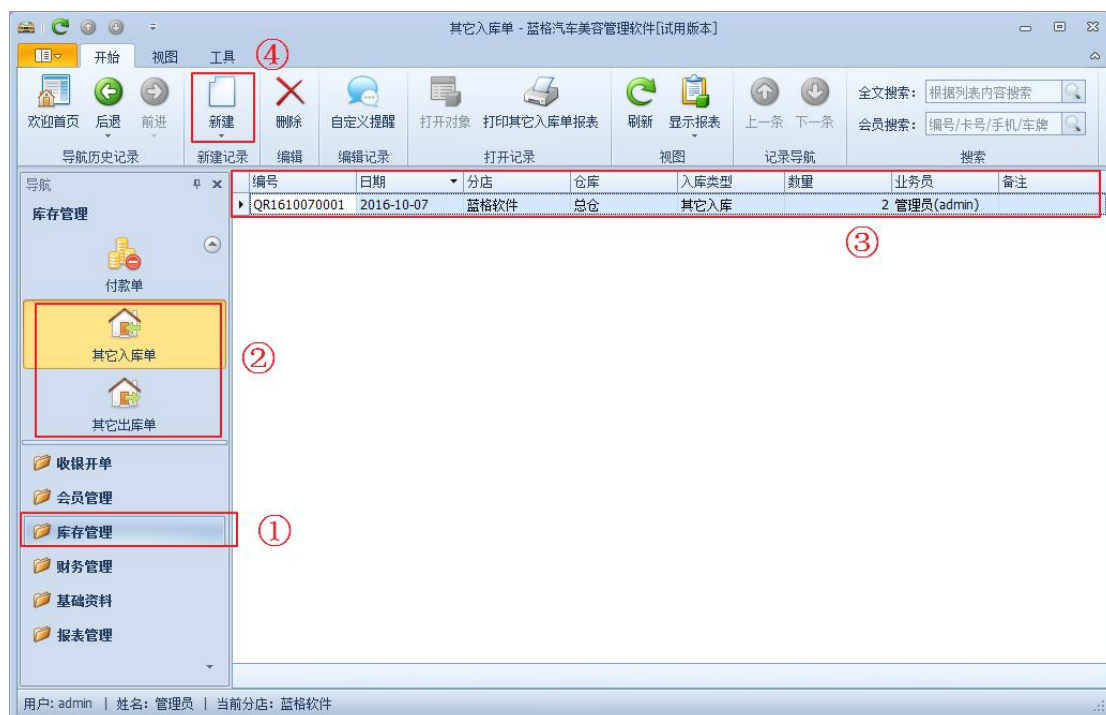 其它入库单 - 蓝格汽车美容管理软件[试用版本]
开始 视图 工具 ④
欢迎首页 后退 前进 新建 删除 自定义提醒 打开对象 打印其它入库单报表 刷新 显示报表 上一条 下一条
全文搜索: 根据列表内容搜索
会员搜索: 编号/卡号/手机/车牌
导航历史记录 新建记录 编辑 编辑记录 打开记录 视图 记录导航 搜索
导航
编号 日期 分店 仓库 入库类型 数量 业务员 备注
QR1610070001 2016-10-07 蓝格软件 总仓 其它入库 2 管理员(admin)
③
库存管理
付款单
其它入库单
②
其它出库单
收银开单
会员管理
库存管理 ①
财务管理
基础资料
报表管理
用户: admin | 姓名: 管理员 | 当前分店: 蓝格软件